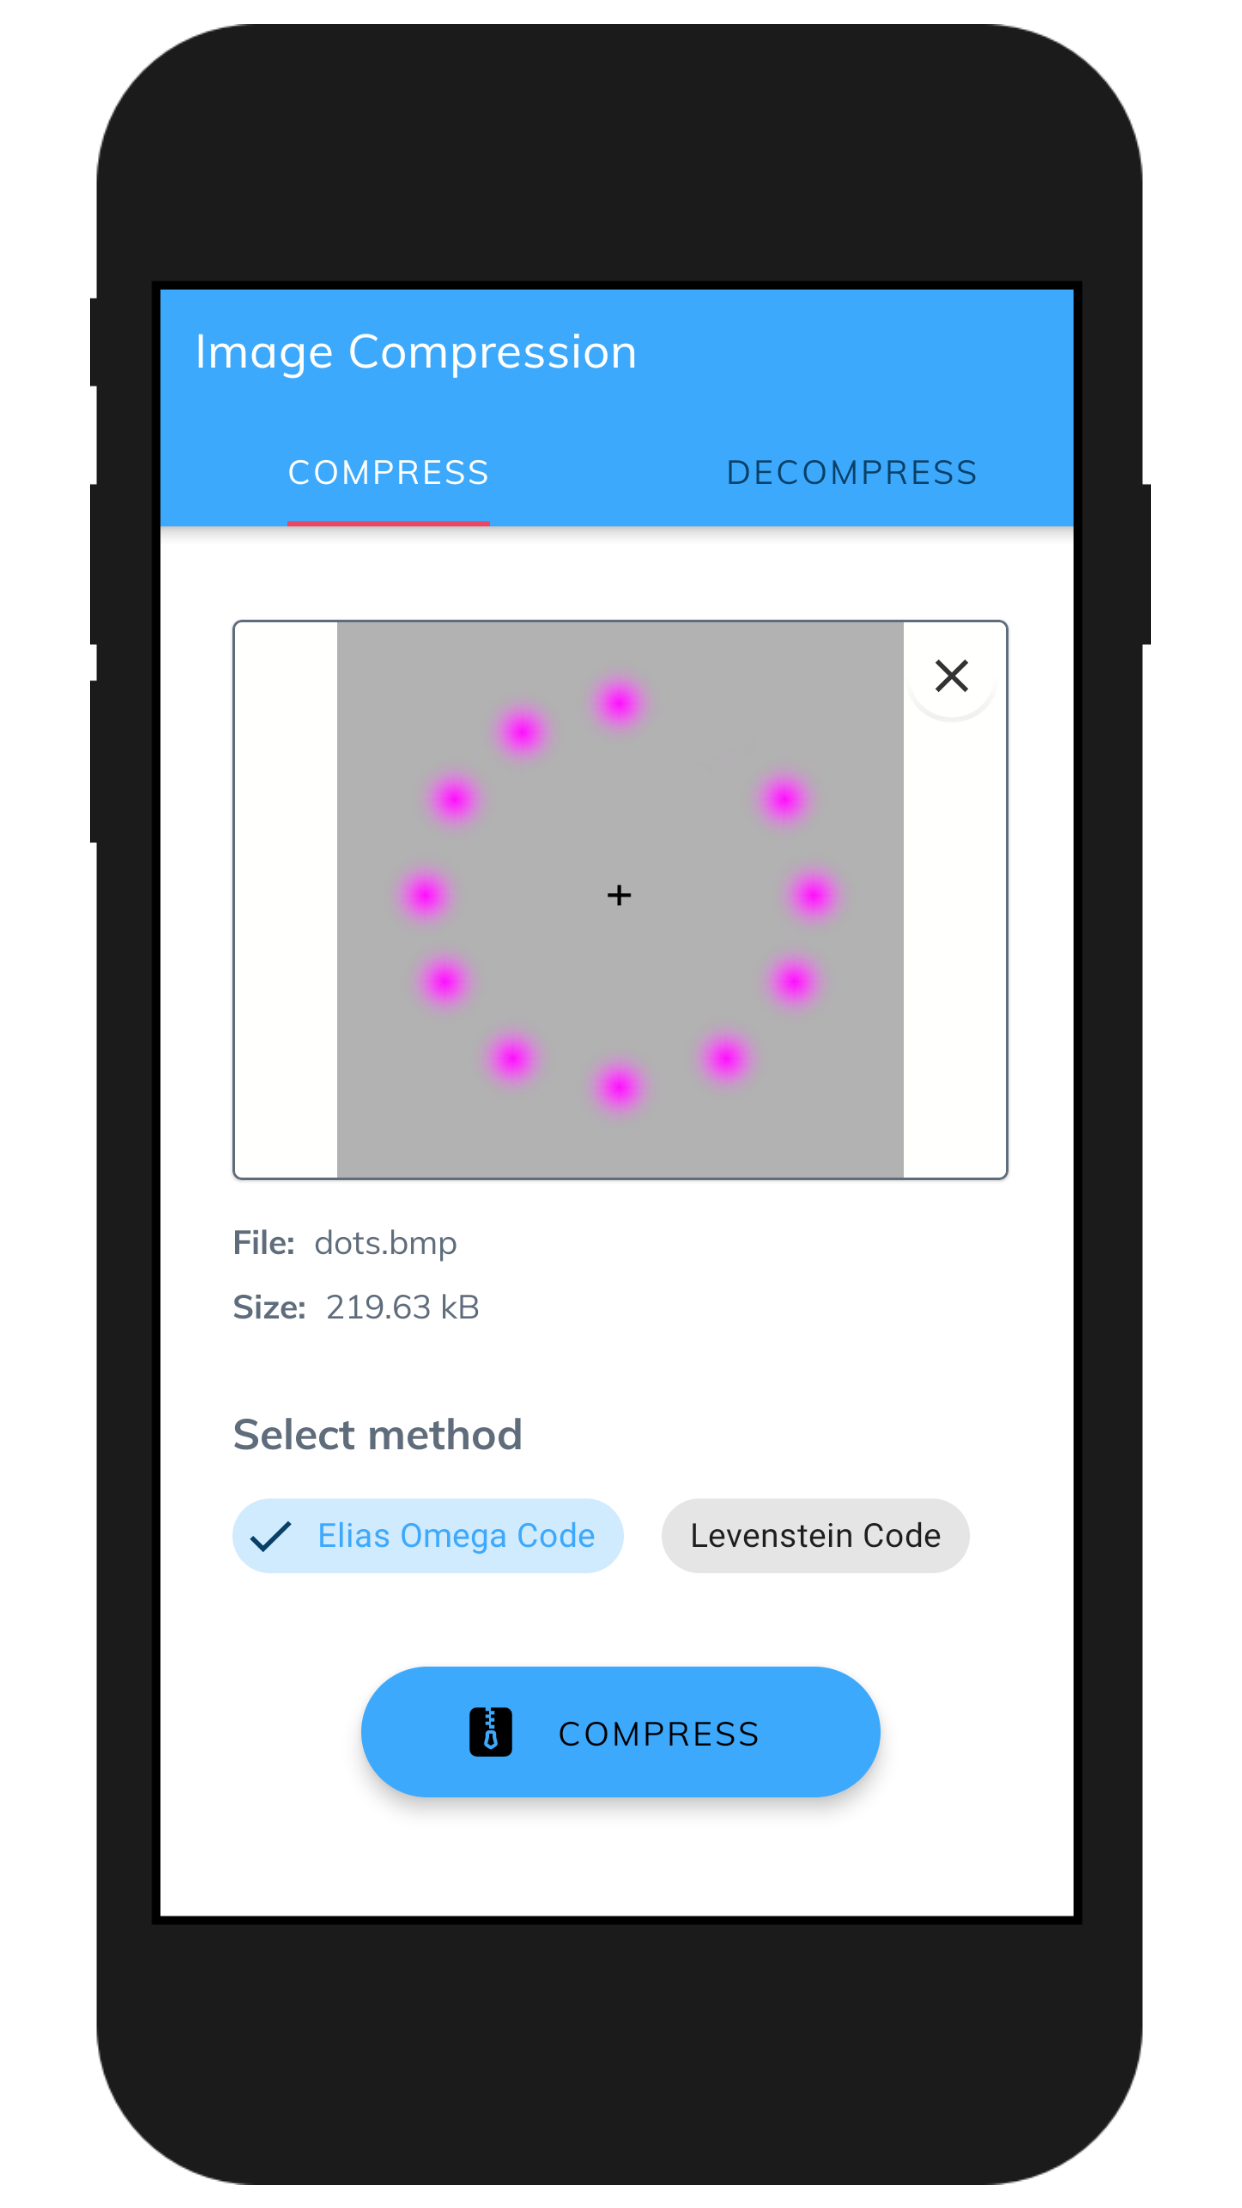 Image Compression
COMPRESS DECOMPRESS
File: dots.bmp
Size: 219.63 kB
Select method
Elias Omega Code Levenstein Code
COMPRESS